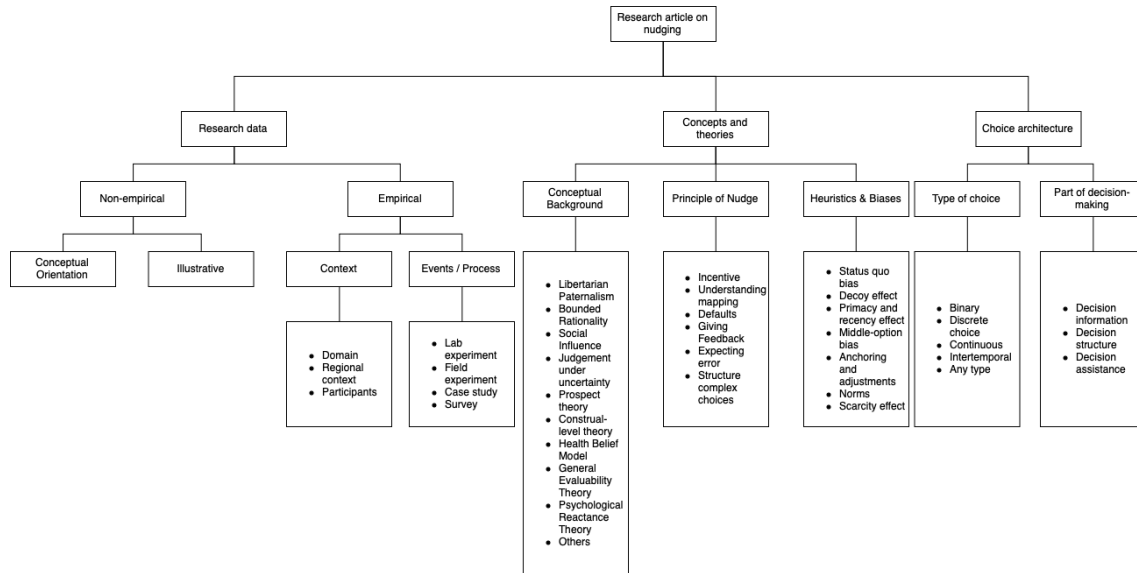 Research article on
nudging
Research data
Concepts and
theories
Choice architecture
Non-empirical
Empirical
Conceptual
Background
Principle of Nudge
Heuristics & Biases
Type of choice
Part of decision-
making
Conceptual
Orientation
Illustrative
Context
Events / Process
• Domain
• Regional
context
• Participants
• Lab
experiment
• Field
experiment
• Case study
• Survey
• Libertarian
Paternalism
• Bounded
Rationality
• Social
Influence
• Judgement
under
uncertainty
• Prospect
theory
• Construal-
level theory
• Health Belief
Model
• General
Evaluability
Theory
• Psychological
Reactance
Theory
• Others
• Incentive
• Understanding
mapping
• Defaults
• Giving
Feedback
• Expecting
error
• Structure
complex
choices
• Status quo
bias
• Decoy effect
• Primacy and
recency effect
• Middle-option
bias
• Anchoring
and
adjustments
• Norms
• Scarcity effect
• Binary
• Discrete
choice
• Continuous
• Intertemporal
• Any type
• Decision
information
• Decision
structure
• Decision
assistance